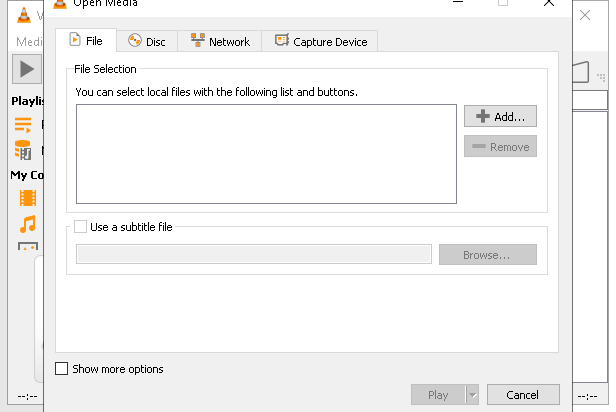 Open Media
Medi
File
Disc
Network
Capture Device
File Selection
You can select local files with the following list and buttons.
Add...
Remove
Playlis
My Co
Use a subtitle file
Browse...
Show more options
Play
Cancel
--:--
--:--